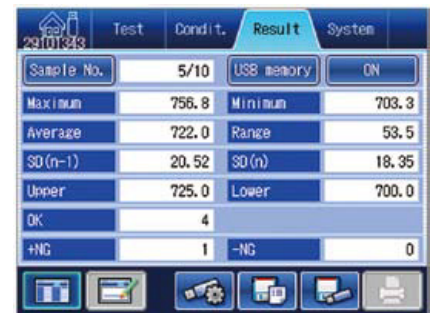 29101343 Test Condit. Result System
Sample No. 5/10 USB memory ON
Maximum 756.8 Minimum 703.3
Average 722.0 Range 53.5
SD(n-1) 20.52 SD(n) 18.35
Upper 725.0 Lower 700.0
OK 4
+NG 1 -NG 0